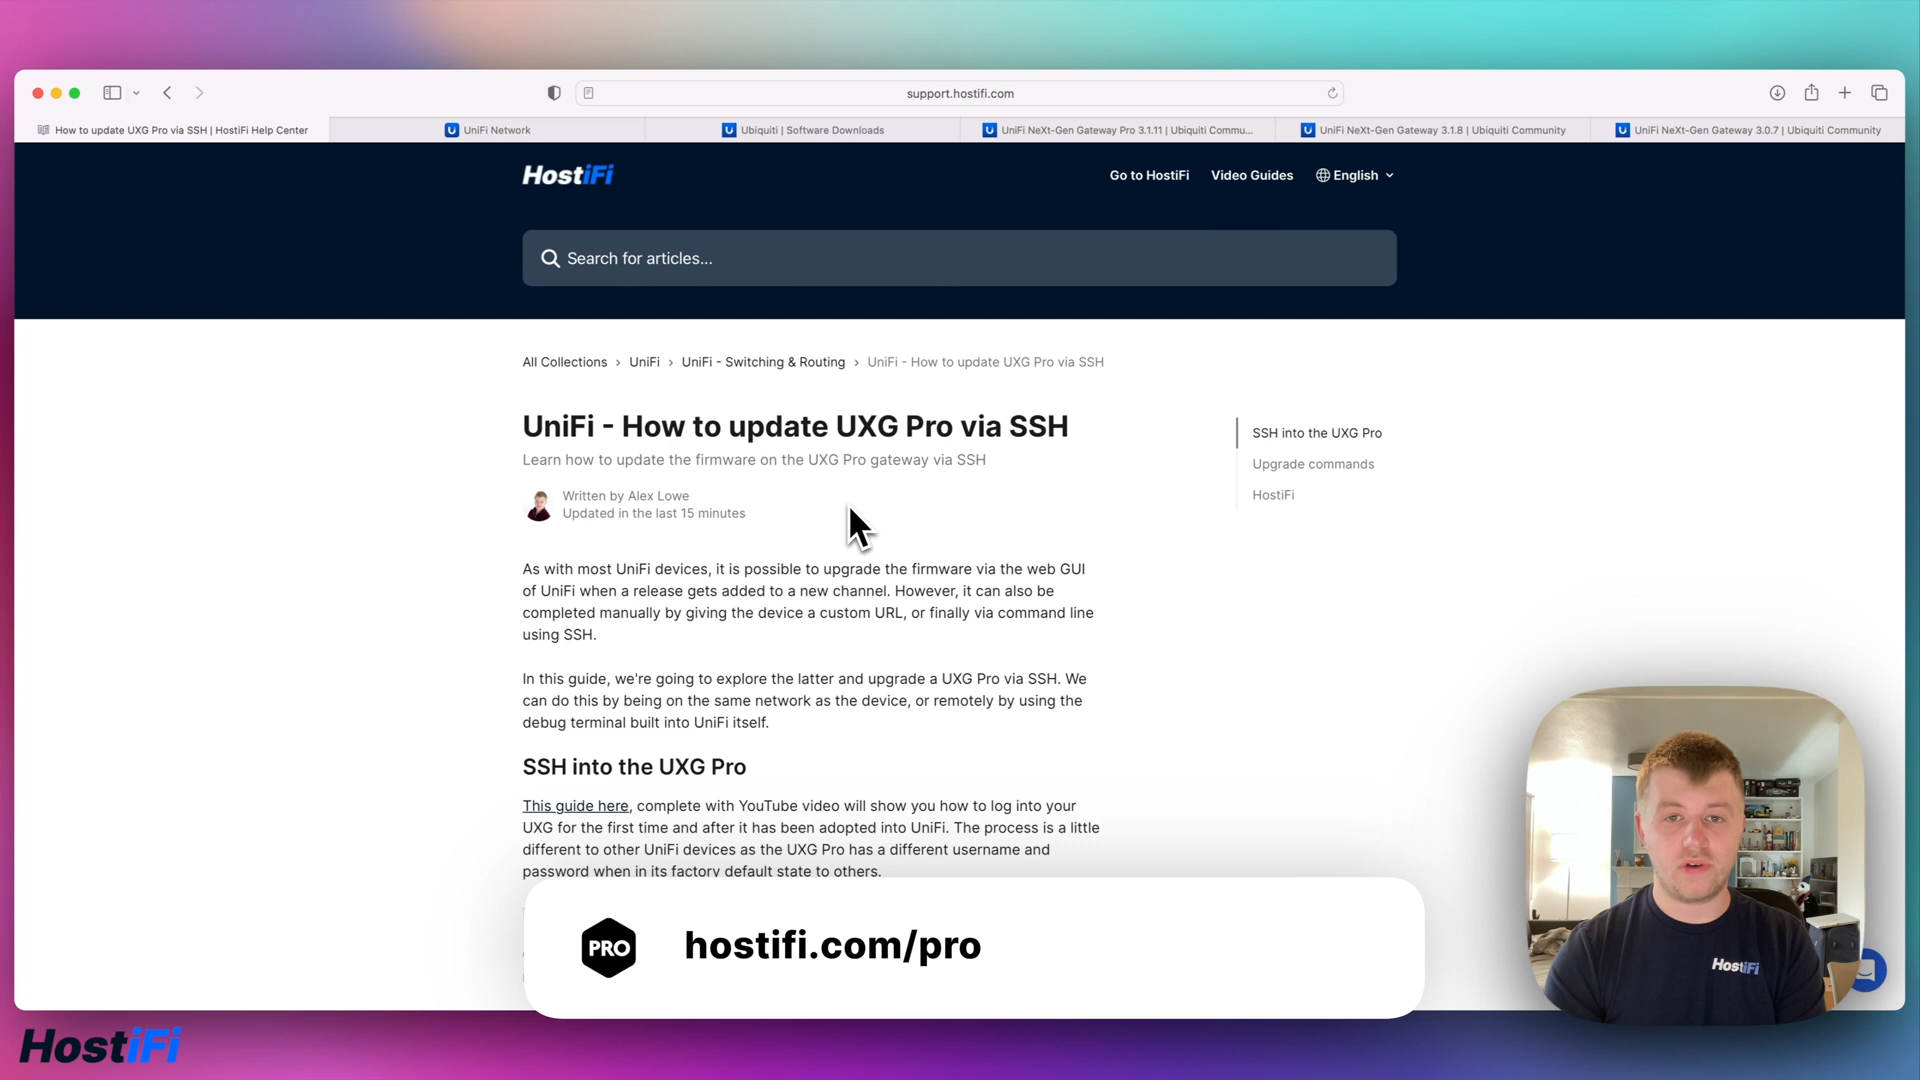 support.hostifi.com
How to update UXG Pro via SSH | HostiFi Help Center
UniFi Network
Ubiquiti | Software Downloads
UniFi NeXt-Gen Gateway Pro 3.1.11 | Ubiquiti Commu...
UniFi NeXt-Gen Gateway 3.1.8 | Ubiquiti Community
UniFi NeXt-Gen Gateway 3.0.7 | Ubiquiti Community
HostiFi
Go to HostiFi
Video Guides
English
Search for articles...
All Collections > UniFi > UniFi - Switching & Routing > UniFi - How to update UXG Pro via SSH
UniFi - How to update UXG Pro via SSH
Learn how to update the firmware on the UXG Pro gateway via SSH
Written by Alex Lowe
Updated in the last 15 minutes
SSH into the UXG Pro
Upgrade commands
HostiFi
As with most UniFi devices, it is possible to upgrade the firmware via the web GUI
of UniFi when a release gets added to a new channel. However, it can also be
completed manually by giving the device a custom URL, or finally via command line
using SSH.
In this guide, we're going to explore the latter and upgrade a UXG Pro via SSH. We
can do this by being on the same network as the device, or remotely by using the
debug terminal built into UniFi itself.
SSH into the UXG Pro
This guide here, complete with YouTube video will show you how to log into your
UXG for the first time and after it has been adopted into UniFi. The process is a little
different to other UniFi devices as the UXG Pro has a different username and
password when in its factory default state to others.
PRO
hostifi.com/pro
HostiFi
HostiFi